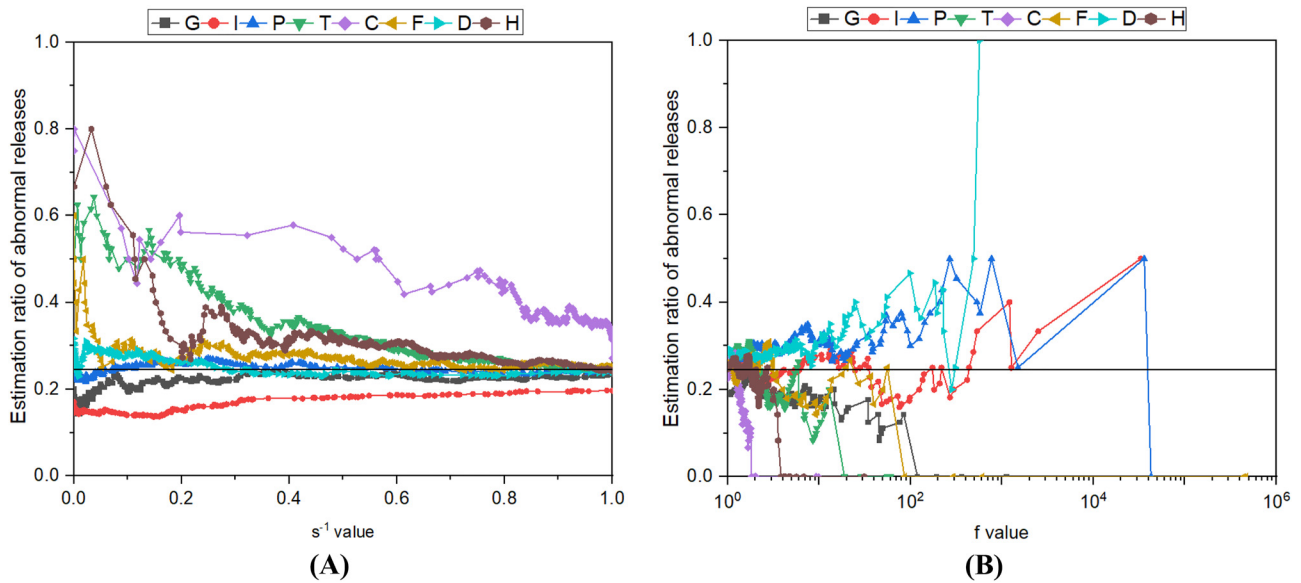 G I P T C F D H
Estimation ratio of abnormal releases
1.0
0.8
0.6
0.4
0.2
0.0
0.0 0.2 0.4 0.6 0.8 1.0
s⁻¹ value
(A)
G I P T C F D H
Estimation ratio of abnormal releases
1.0
0.8
0.6
0.4
0.2
0.0
10⁰ 10² 10⁴ 10⁶
f value
(B)